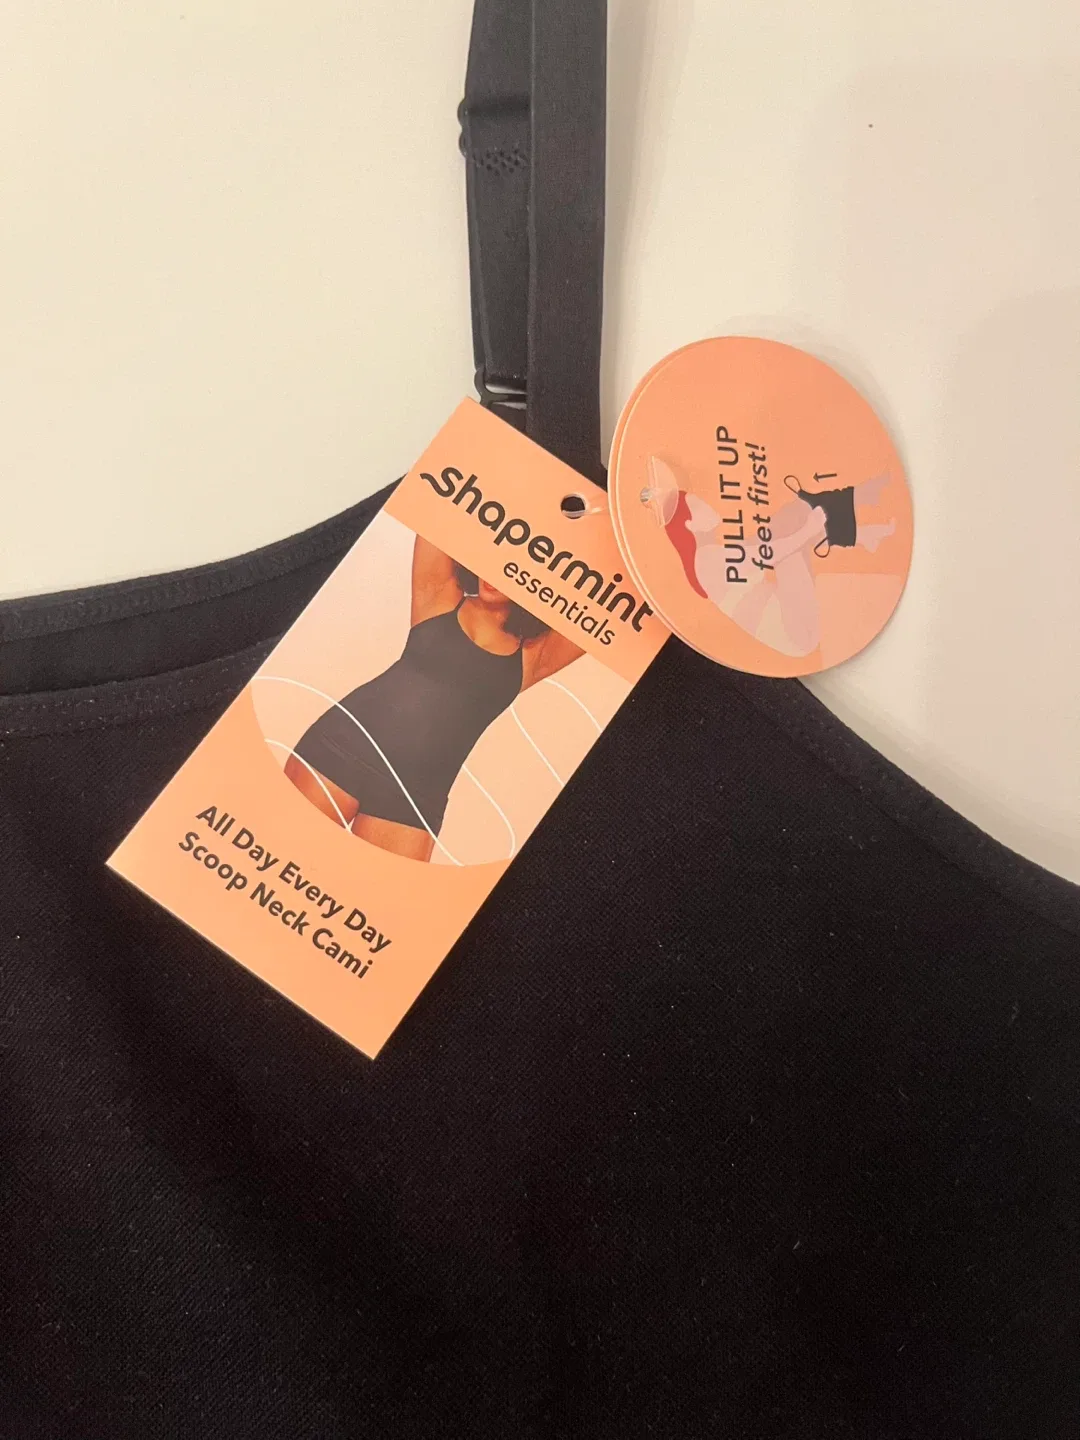 shapermint
essentials
All Day Every Day
Scoop Neck Cami
PULL IT UP
feet first!